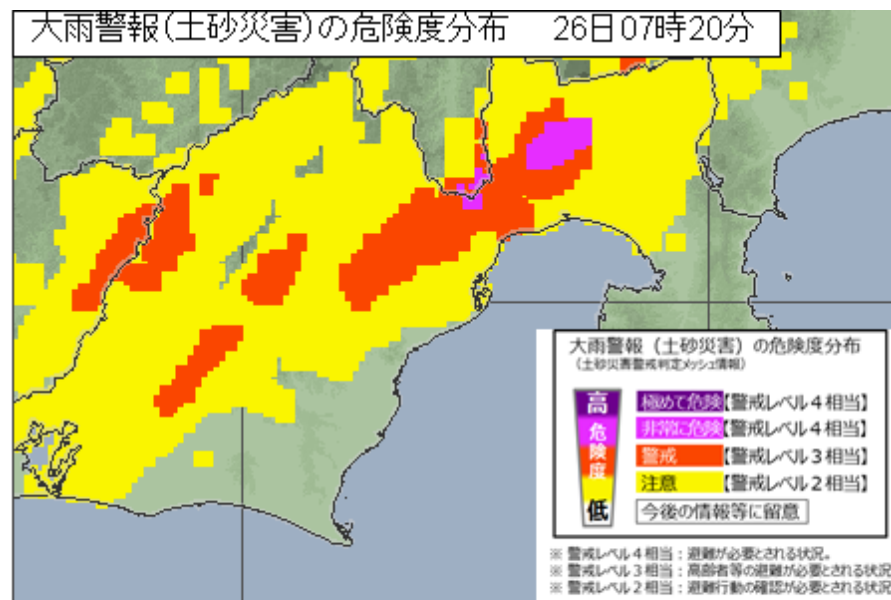 大雨警報(土砂災害)の危険度分布 26日07時20分
大雨警報(土砂災害)の危険度分布
(土砂災害警戒判定メッシュ情報)
高 危険度 低
極めて危険【警戒レベル4相当】
非常に危険【警戒レベル4相当】
警戒【警戒レベル3相当】
注意【警戒レベル2相当】
今後の情報等に留意
※ 警戒レベル4相当:避難が必要とされる状況。
※ 警戒レベル3相当:高齢者等の避難が必要とされる状況
※ 警戒レベル2相当:避難行動の確認が必要とされる状況